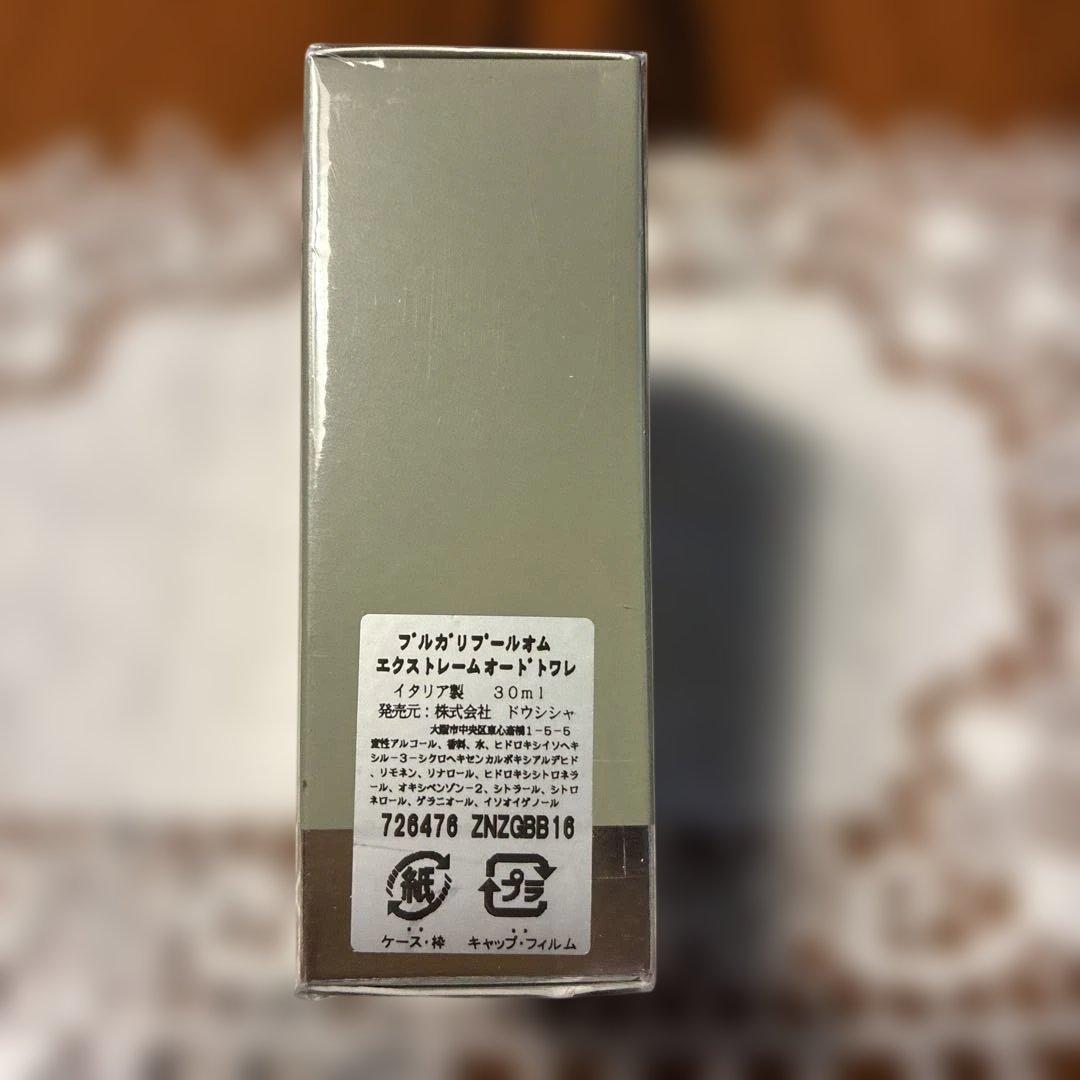 ブルガリプールオム
エクストレームオードトワレ
イタリア製 30ml
発売元:株式会社 ドウシシャ
大阪市中央区東心斎橋1-5-5
変性アルコール、香料、水、ヒドロキシイソヘキ
シル-3-シクロヘキセンカルボキシアルデヒド
、リモネン、リナロール、ヒドロキシシトロネラ
ール、オキシベンゾン-2、シトラール、シトロ
ネロール、ゲラニオール、イソオイゲノール
726476 ZNZGBB16
紙 プラ
ケース・枠 キャップ・フィルム